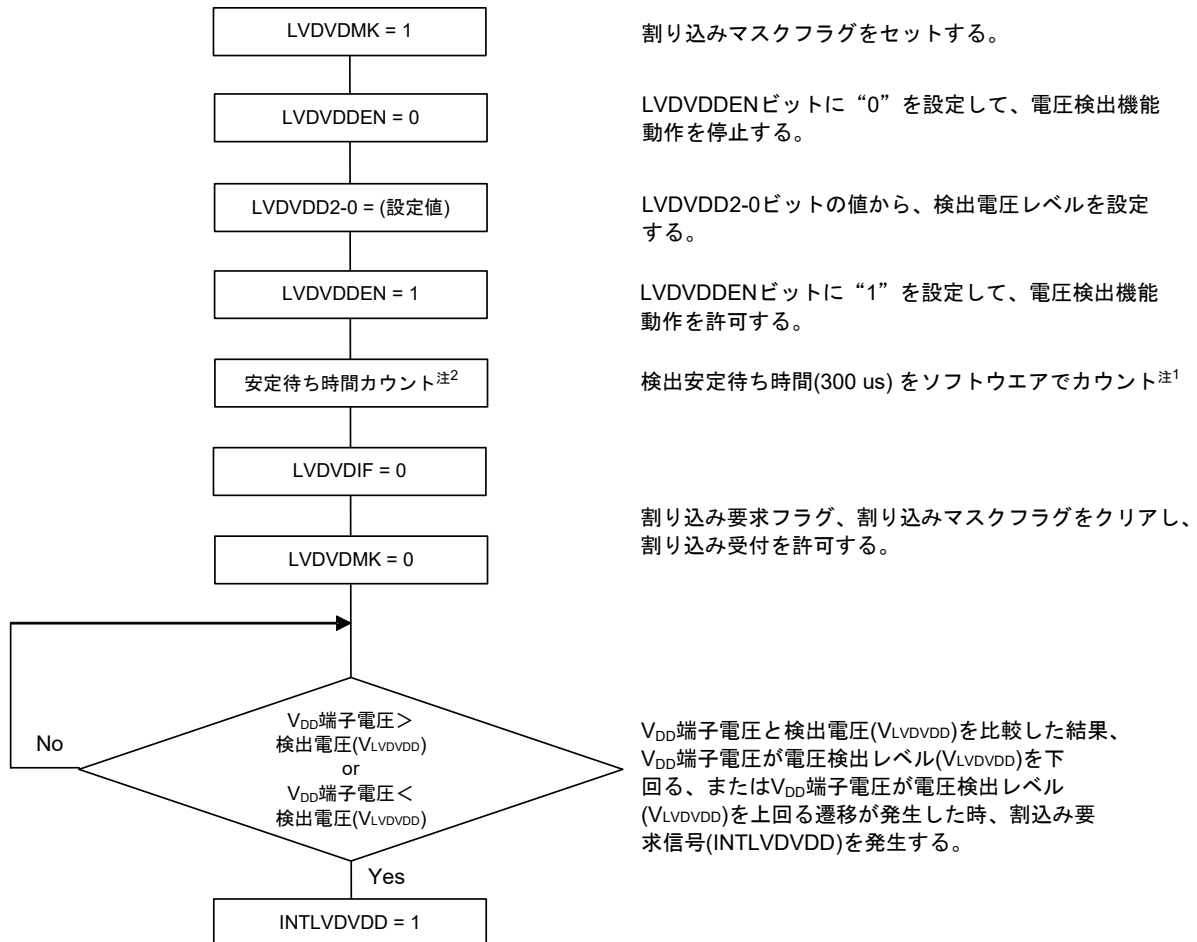 LVDVDMK = 1
割り込みマスクフラグをセットする。
LVDVDDEN = 0
LVDVDDENビットに“0”を設定して、電圧検出機能
動作を停止する。
LVDVDD2-0 = (設定値)
LVDVDD2-0ビットの値から、検出電圧レベルを設定
する。
LVDVDDEN = 1
LVDVDDENビットに“1”を設定して、電圧検出機能
動作を許可する。
安定待ち時間カウント注2
検出安定待ち時間(300 us) をソフトウエアでカウント注1
LVDVDIF = 0
LVDVDMK = 0
割り込み要求フラグ、割り込みマスクフラグをクリアし、
割り込み受付を許可する。
No
VDD端子電圧＞
検出電圧(VLVDVDD)
or
VDD端子電圧＜
検出電圧(VLVDVDD)
VDD端子電圧と検出電圧(VLVDVDD)を比較した結果、
VDD端子電圧が電圧検出レベル(VLVDVDD)を下
回る、またはVDD端子電圧が電圧検出レベル
(VLVDVDD)を上回る遷移が発生した時、割込み要
求信号(INTLVDVDD)を発生する。
Yes
INTLVDVDD = 1